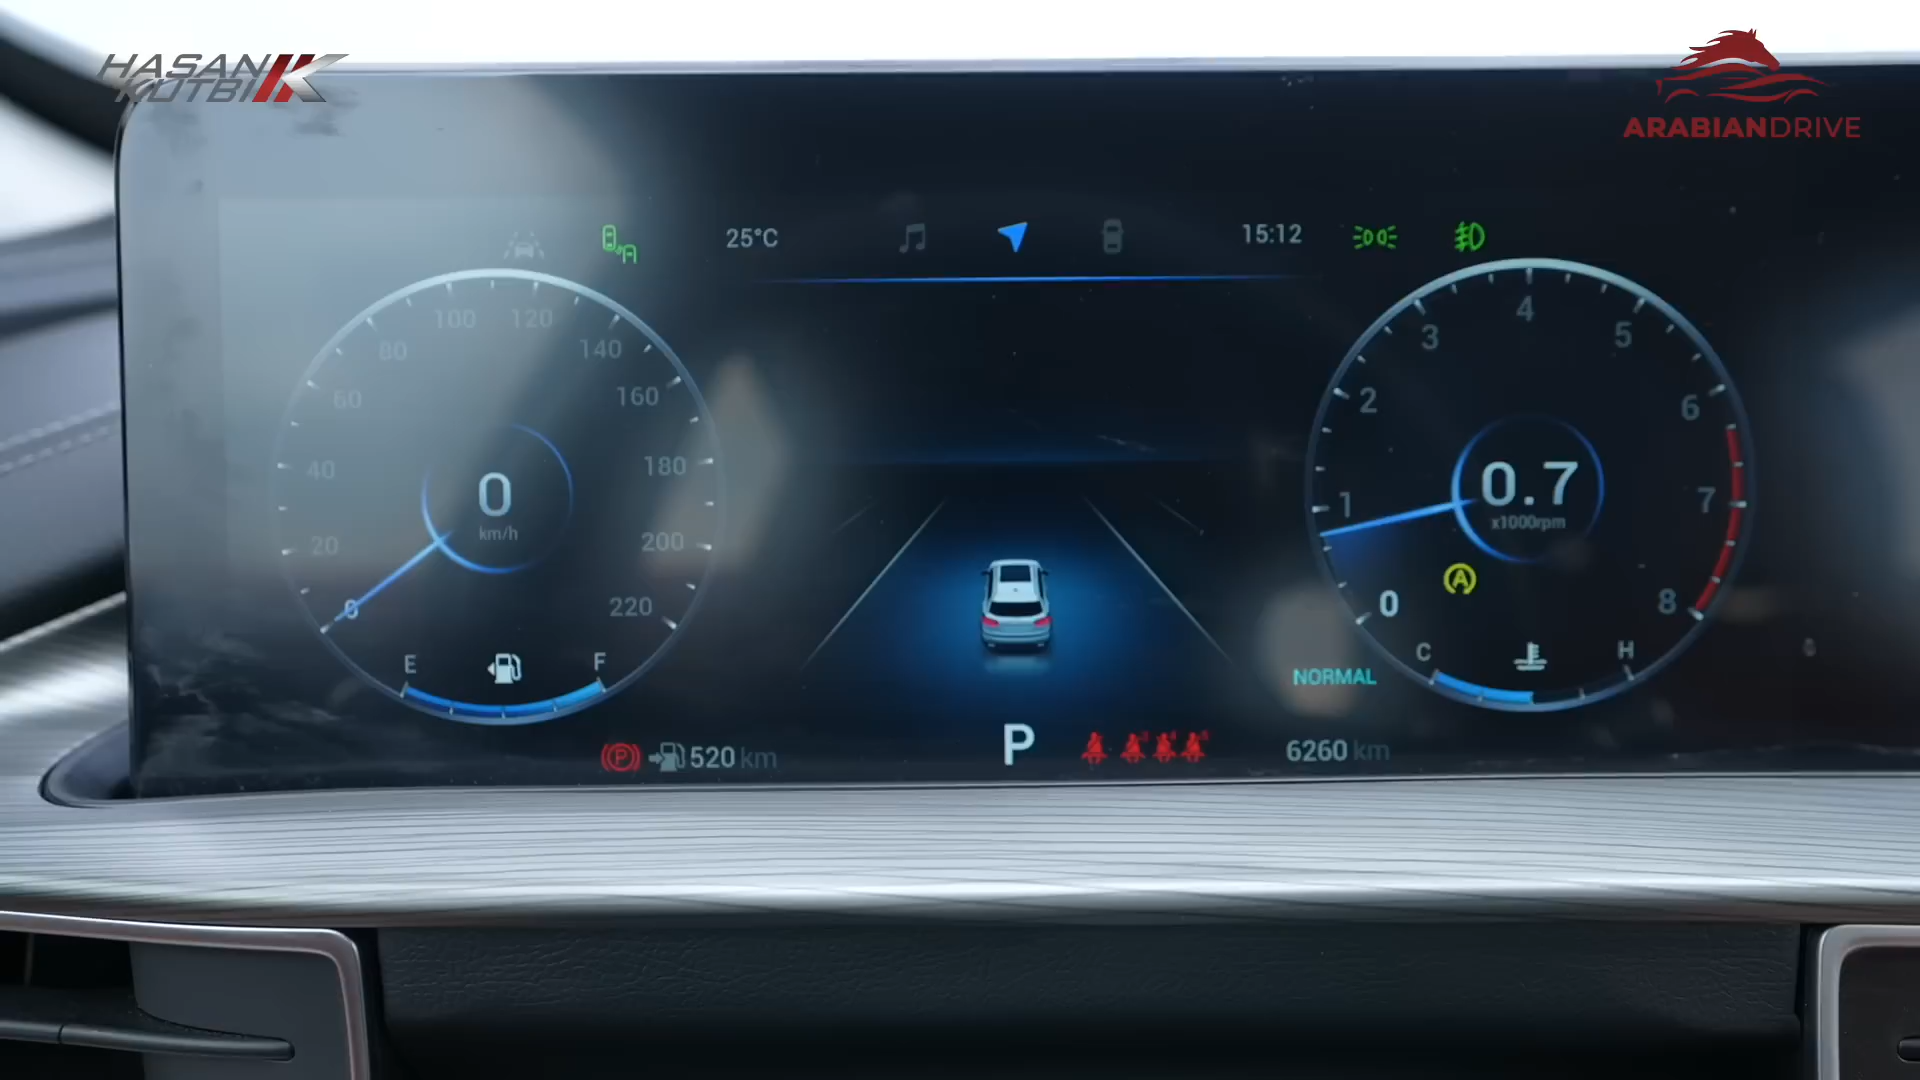 HASAN
KUTBI
ARABIANDRIVE
25°C
15:12
0
20
40
60
80
100
120
140
160
180
200
220
0
km/h
E
F
520 km
P
NORMAL
6260 km
0
1
2
3
4
5
6
7
8
0.7
x1000rpm
A
C
H
P